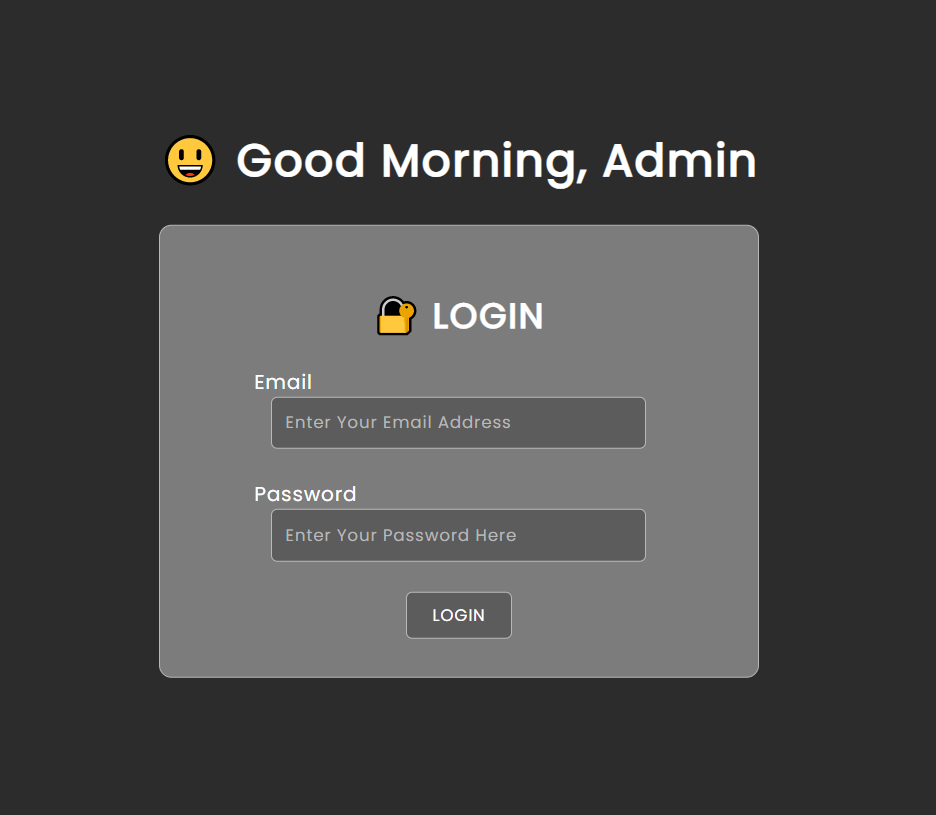 Good Morning, Admin
LOGIN
Email
Enter Your Email Address
Password
Enter Your Password Here
LOGIN